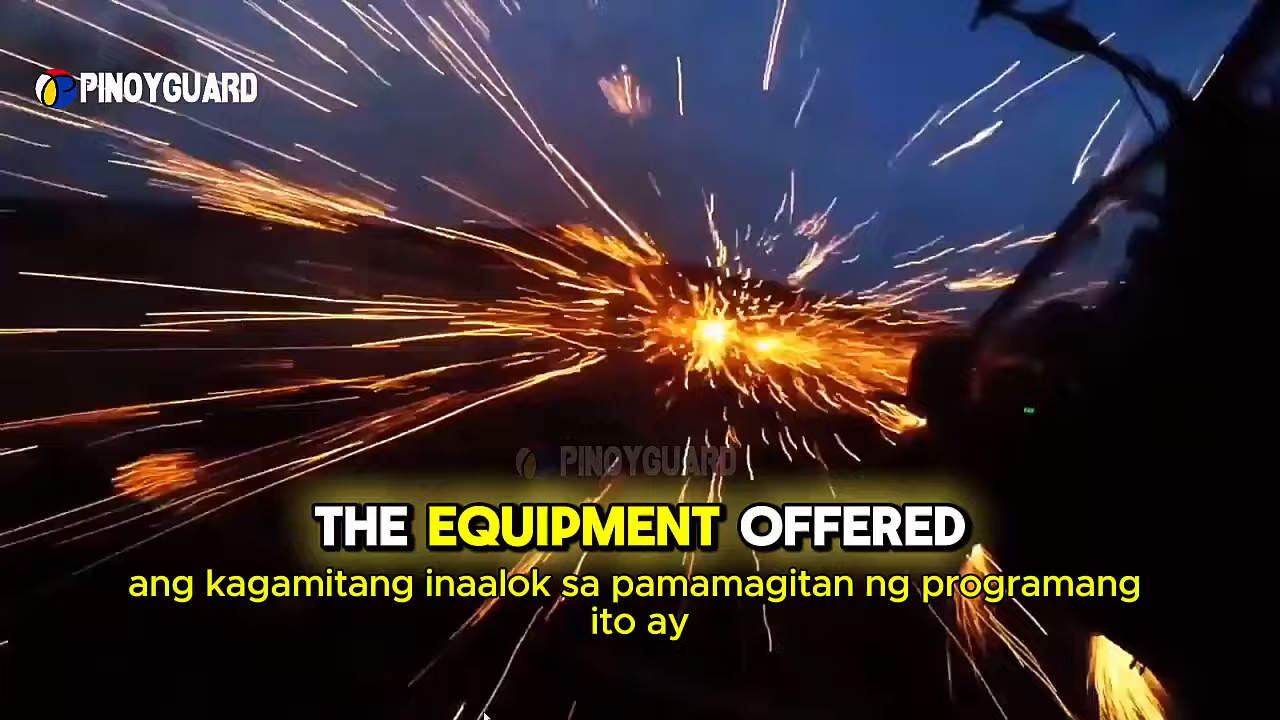 PINOYGUARD
PINOYGUARD
THE EQUIPMENT OFFERED
ang kagamitang inaalok sa pamamagitan ng programang
ito ay